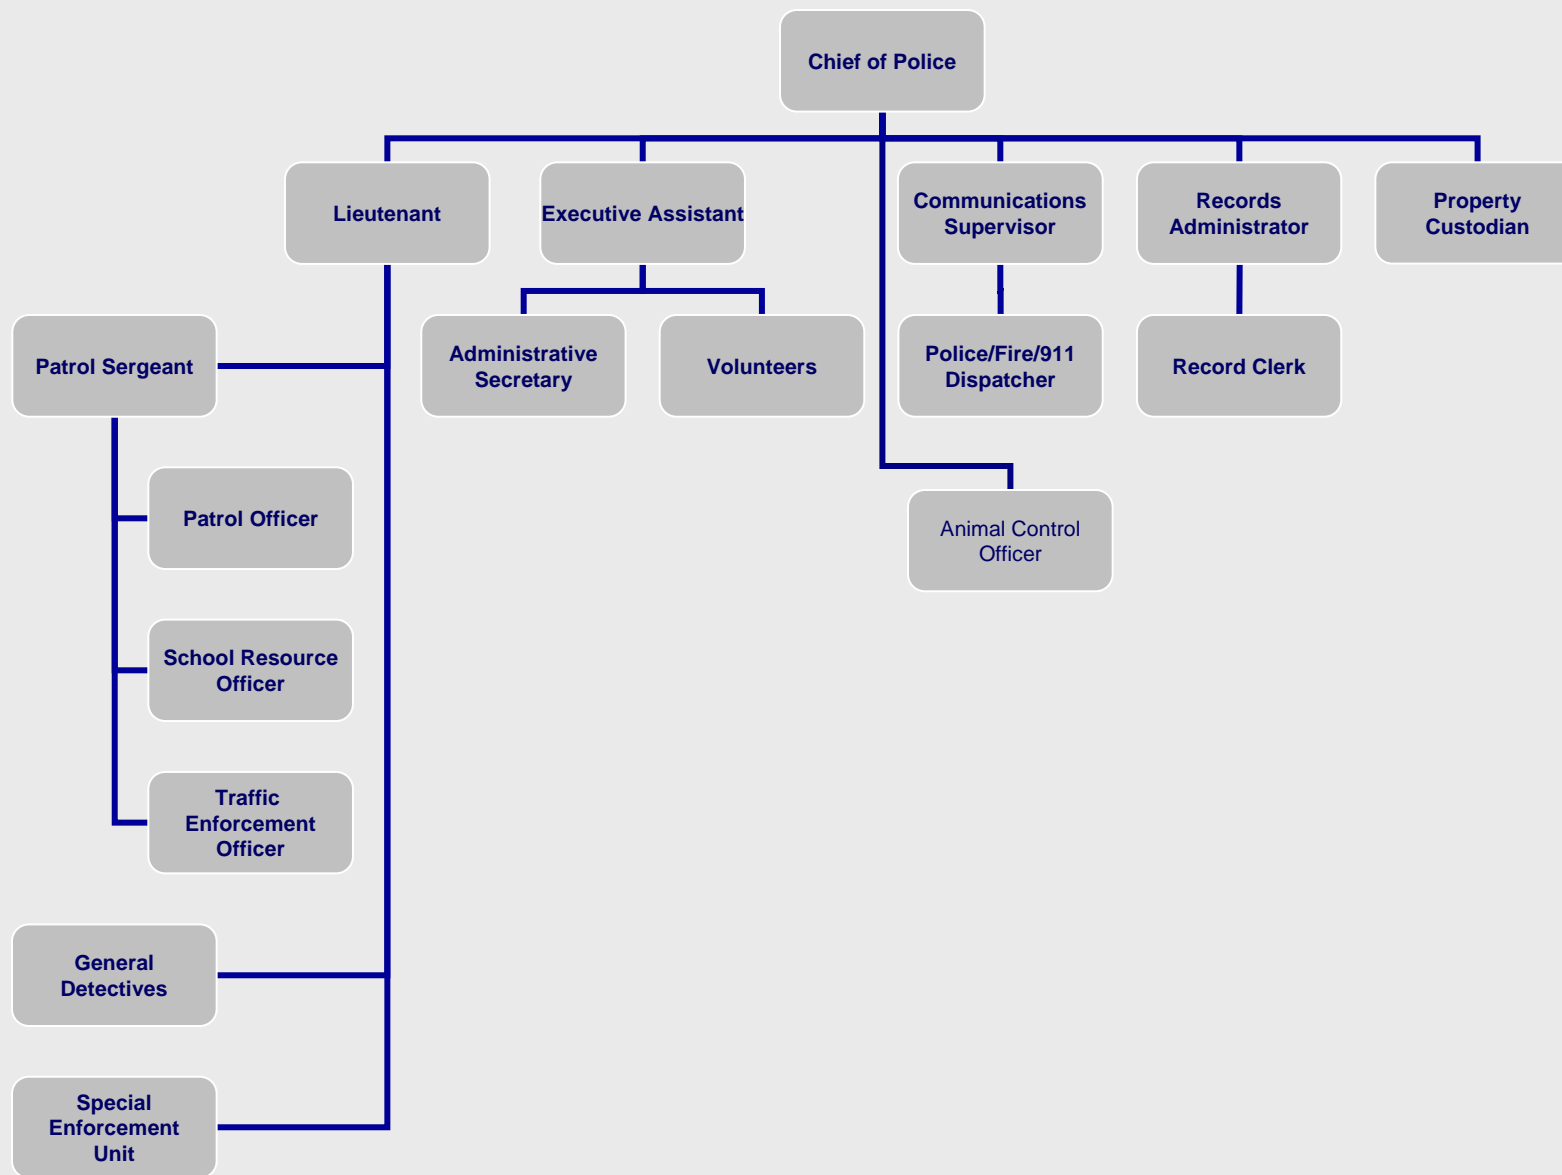 Chief of Police
Lieutenant
Executive Assistant
Communications
Supervisor
Records
Administrator
Property
Custodian
Patrol Sergeant
Administrative
Secretary
Volunteers
Police/Fire/911
Dispatcher
Record Clerk
Patrol Officer
Animal Control
Officer
School Resource
Officer
Traffic
Enforcement
Officer
General
Detectives
Special
Enforcement
Unit